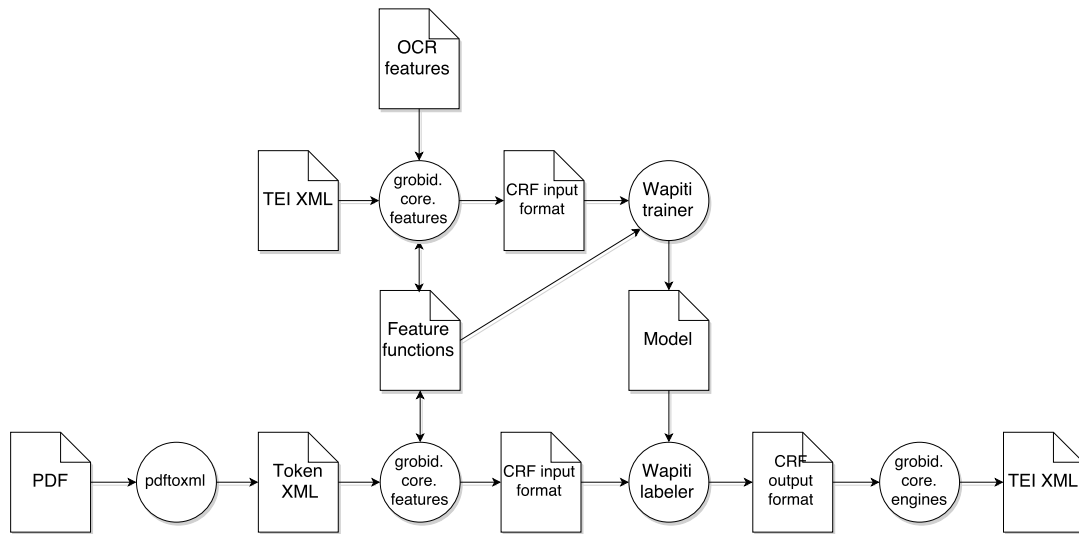 OCR
features
TEI XML
grobid.
core.
features
CRF input
format
Wapiti
trainer
Feature
functions
Model
PDF
pdftoxml
Token
XML
grobid.
core.
features
CRF input
format
Wapiti
labeler
CRF
output
format
grobid.
core.
engines
TEI XML